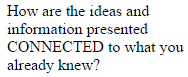 How are the ideas and
information presented
CONNECTED to what you
already knew?